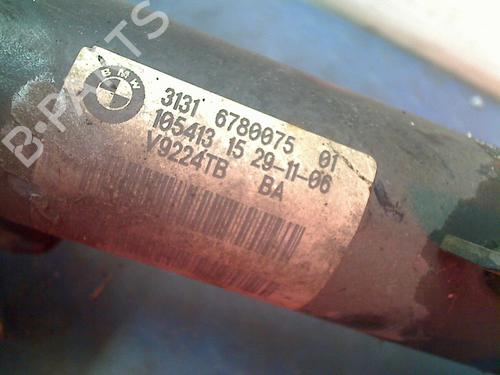 B-PARTS
BMW
3131 6780075 01
105413 15 29-11-06
V9224TB BA